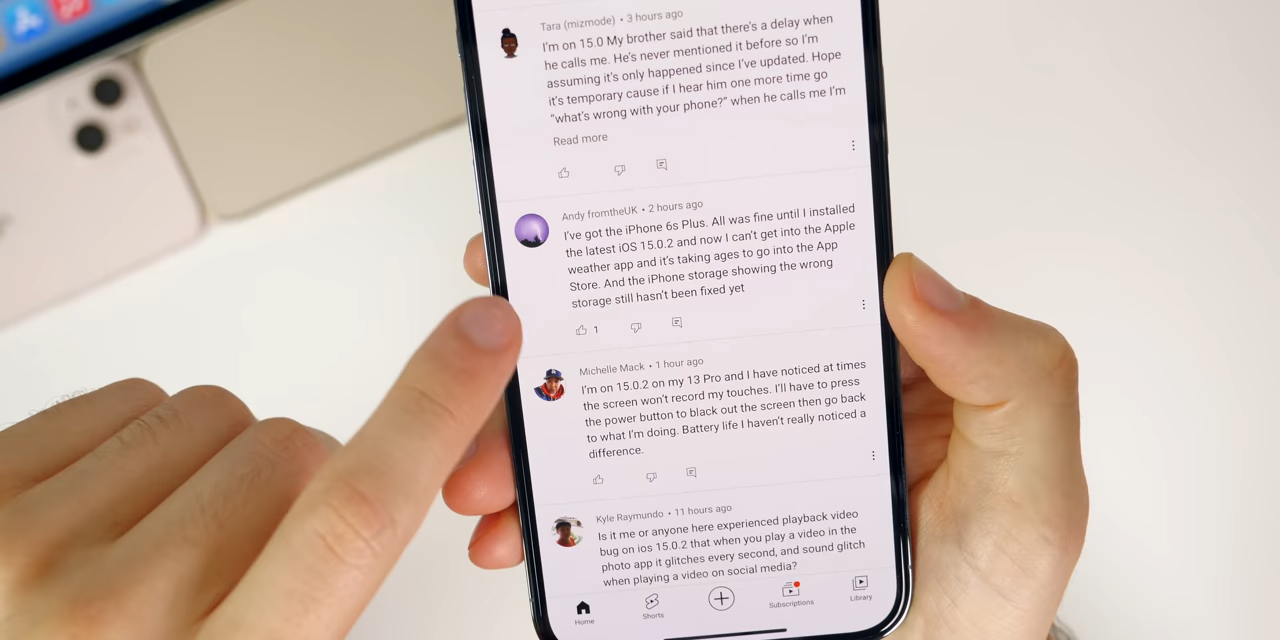 Tara (mizmode) • 3 hours ago
I'm on 15.0 My brother said that there's a delay when
he calls me. He's never mentioned it before so I'm
assuming it's only happened since I've updated. Hope
it's temporary cause if I hear him one more time go
“what's wrong with your phone?” when he calls me I'm
Read more
Andy fromtheUK • 2 hours ago
I've got the iPhone 6s Plus. All was fine until I installed
the latest iOS 15.0.2 and now I can't get into the Apple
weather app and it's taking ages to go into the App
Store. And the iPhone storage showing the wrong
storage still hasn't been fixed yet
1
Michelle Mack • 1 hour ago
I'm on 15.0.2 on my 13 Pro and I have noticed at times
the screen won't record my touches. I'll have to press
the power button to black out the screen then go back
to what I'm doing. Battery life I haven't really noticed a
difference.
Kyle Raymundo • 11 hours ago
Is it me or anyone here experienced playback video
bug on ios 15.0.2 that when you play a video in the
photo app it glitches every second, and sound glitch
when playing a video on social media?
Home
Shorts
Subscriptions
Library